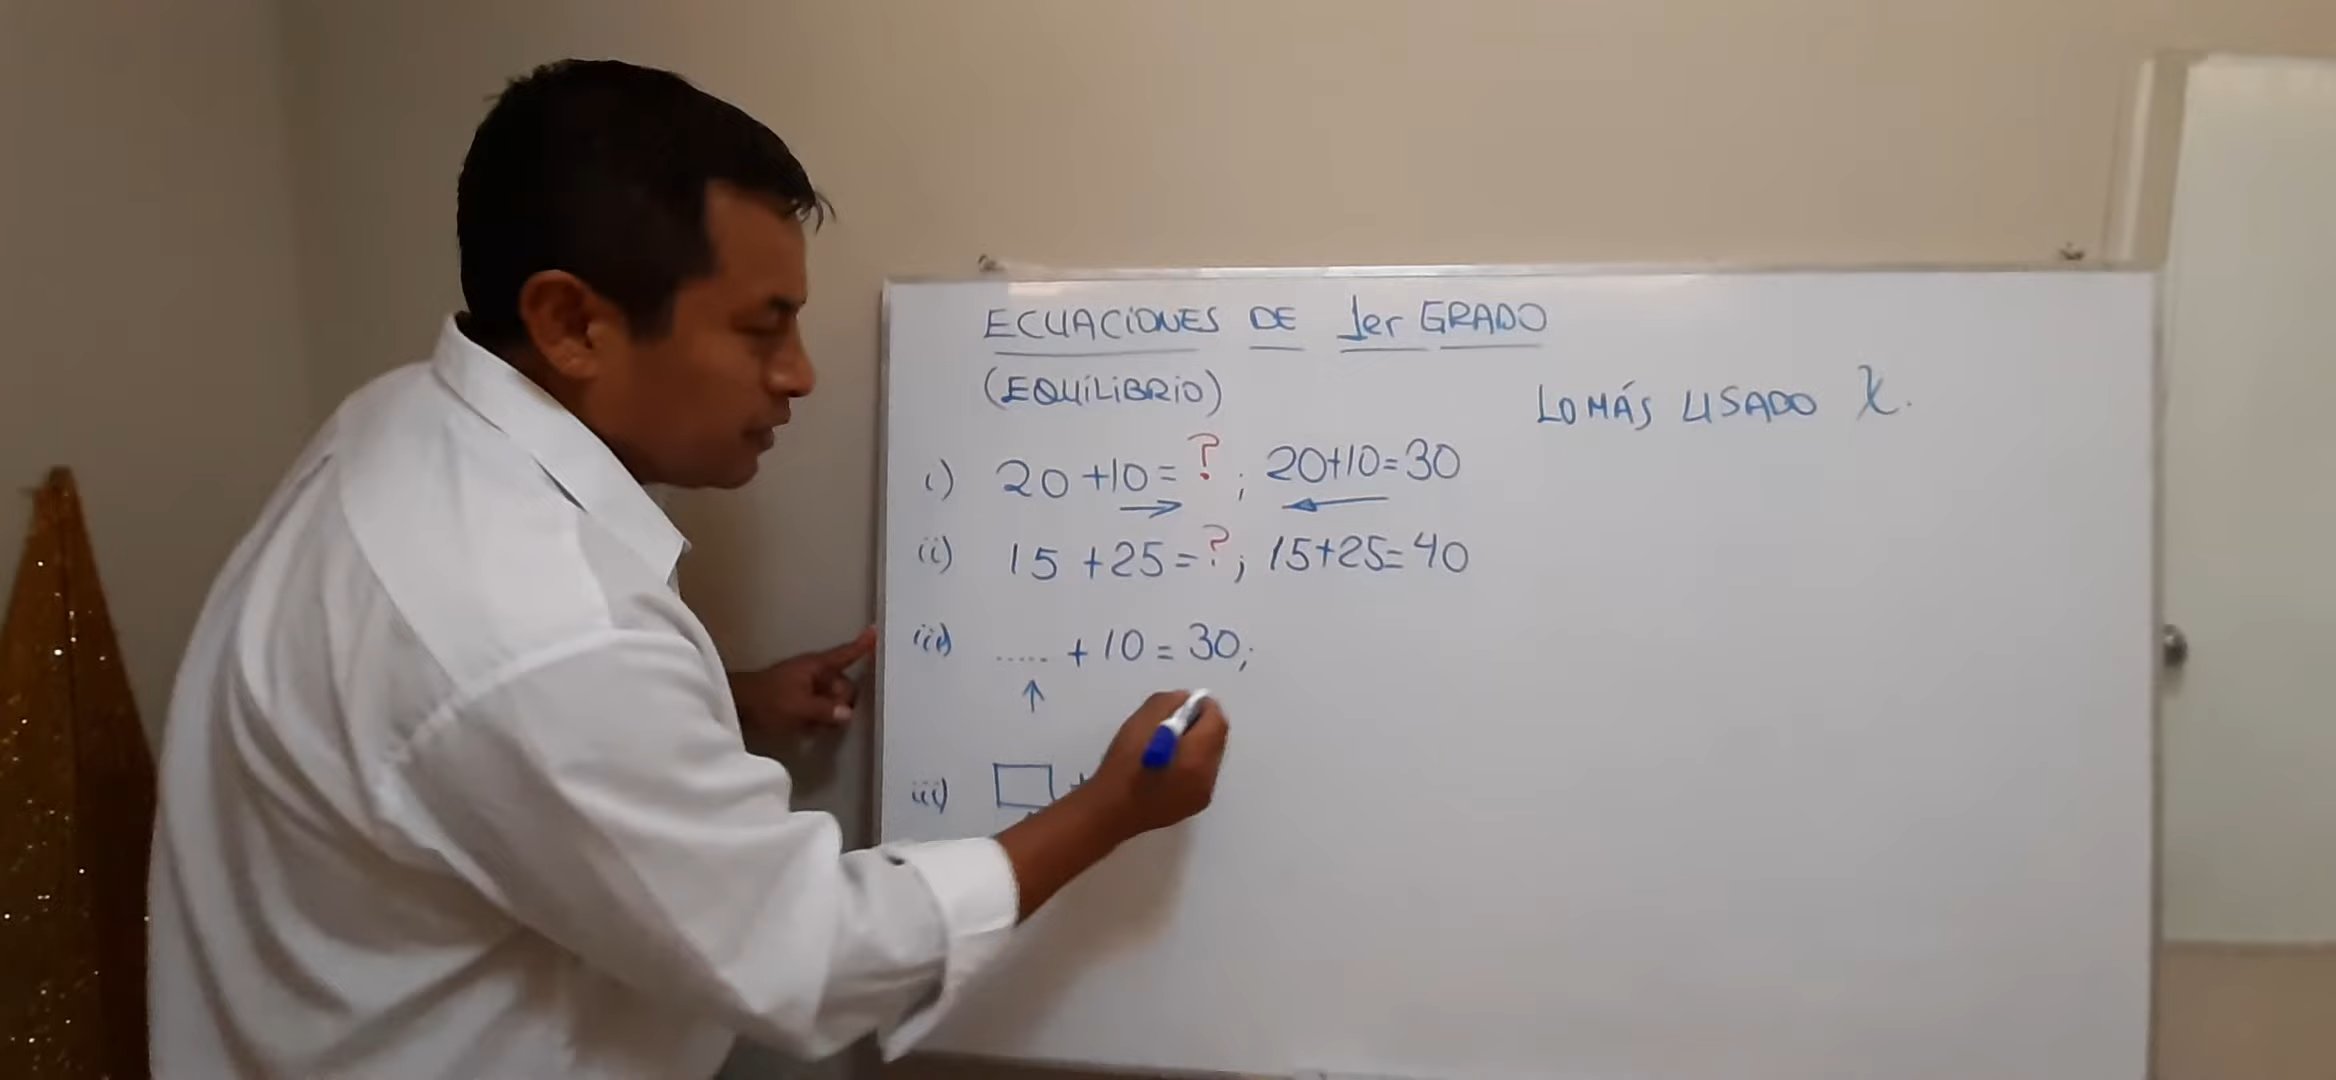 ECUACIONES DE 1er GRADO
(EQUILIBRIO)
LO MÁS USADO X.
i) 20 + 10 = ? ; 20+10=30
ii) 15 + 25 = ? ; 15+25=40
iii) ..... + 10 = 30;
iii) □ +